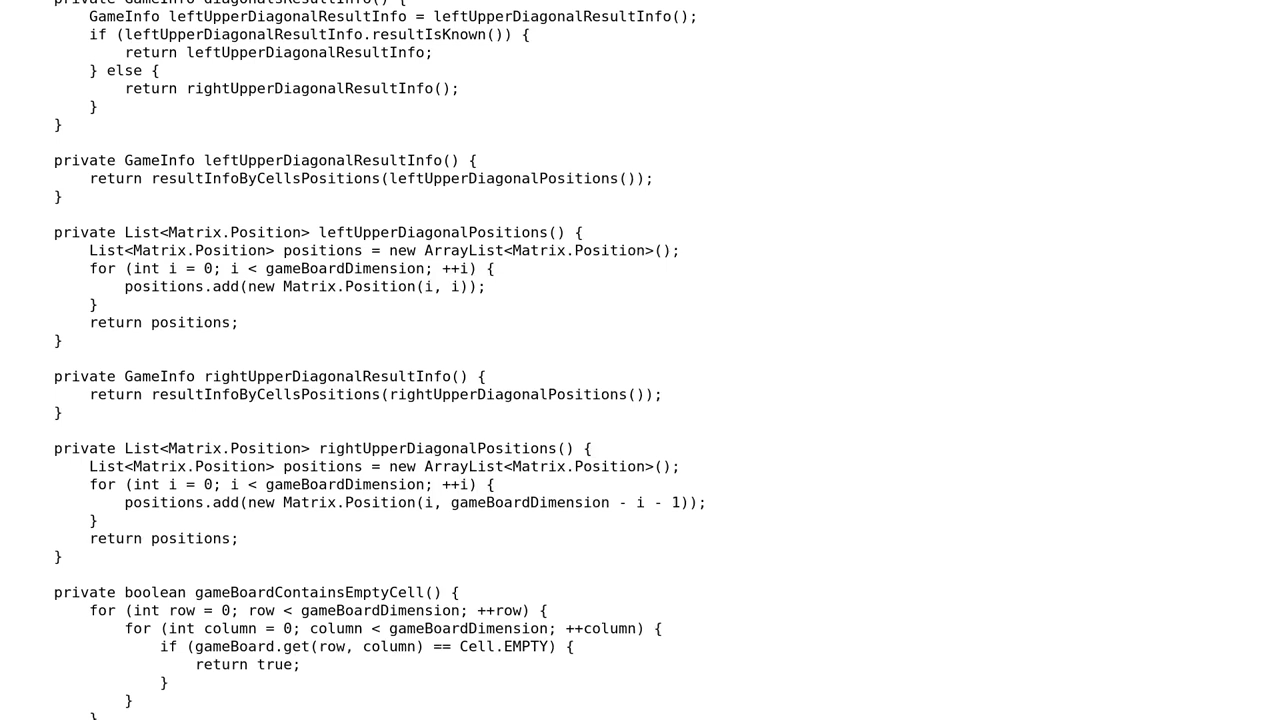 private GameInfo diagonalsResultInfo() {
GameInfo leftUpperDiagonalResultInfo = leftUpperDiagonalResultInfo();
if (leftUpperDiagonalResultInfo.resultIsKnown()) {
return leftUpperDiagonalResultInfo;
} else {
return rightUpperDiagonalResultInfo();
}
}
private GameInfo leftUpperDiagonalResultInfo() {
return resultInfoByCellsPositions(leftUpperDiagonalPositions());
}
private List<Matrix.Position> leftUpperDiagonalPositions() {
List<Matrix.Position> positions = new ArrayList<Matrix.Position>();
for (int i = 0; i < gameBoardDimension; ++i) {
positions.add(new Matrix.Position(i, i));
}
return positions;
}
private GameInfo rightUpperDiagonalResultInfo() {
return resultInfoByCellsPositions(rightUpperDiagonalPositions());
}
private List<Matrix.Position> rightUpperDiagonalPositions() {
List<Matrix.Position> positions = new ArrayList<Matrix.Position>();
for (int i = 0; i < gameBoardDimension; ++i) {
positions.add(new Matrix.Position(i, gameBoardDimension - i - 1));
}
return positions;
}
private boolean gameBoardContainsEmptyCell() {
for (int row = 0; row < gameBoardDimension; ++row) {
for (int column = 0; column < gameBoardDimension; ++column) {
if (gameBoard.get(row, column) == Cell.EMPTY) {
return true;
}
}
}